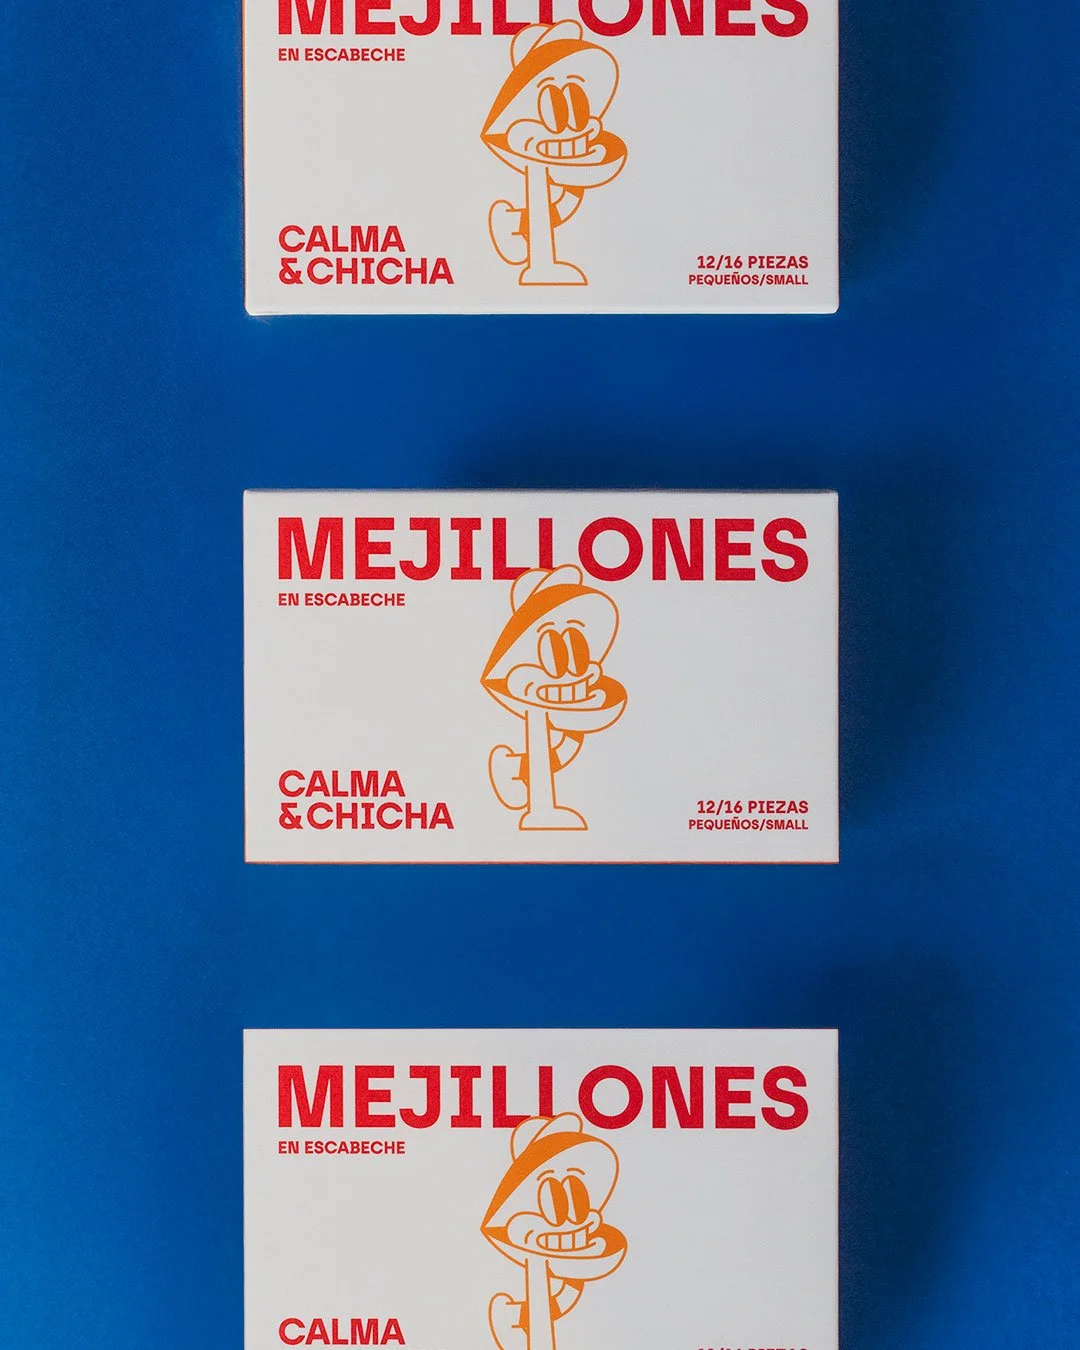 MEJILLONES
EN ESCABECHE
CALMA
&CHICHA
12/16 PIEZAS
PEQUEÑOS/SMALL
MEJILLONES
EN ESCABECHE
CALMA
&CHICHA
12/16 PIEZAS
PEQUEÑOS/SMALL
MEJILLONES
EN ESCABECHE
CALMA